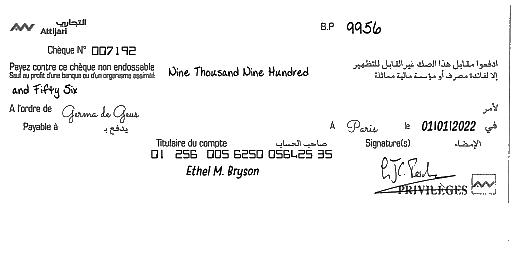 التجاري
Attijari
B.P 9956
Chèque N° 007192
Payez contre ce chèque non endossable
Sauf au profit d'une banque ou d'un organisme assimilé
Nine Thousand Nine Hundred
ادفعوا مقابل هذا الصك غير القابل للتظهير
إلا لفائدة مصرف أو مؤسسة مالية مماثلة
and Fifty Six
A l'ordre de Germa de Geus لأمر
Payable à يدفع بـ A Paris le 01/01/2022 في
Titulaire du compte صاحب الحساب Signature(s) الإمضاء
01 256 005 6250 056425 35
Ethel M. Bryson
PRIVILÈGES